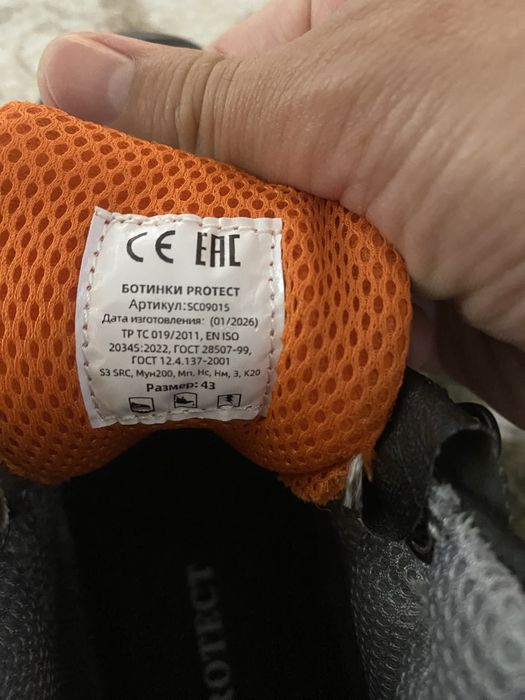 CE EAC
БОТИНКИ PROTECT
Артикул:SC09015
Дата изготовления: (01/2026)
ТР ТС 019/2011, EN ISO
20345:2022, ГОСТ 28507-99,
ГОСТ 12.4.137-2001
S3 SRC, Мун200, Мп, Нс, Нм, З, К20
Размер: 43
ROTECT